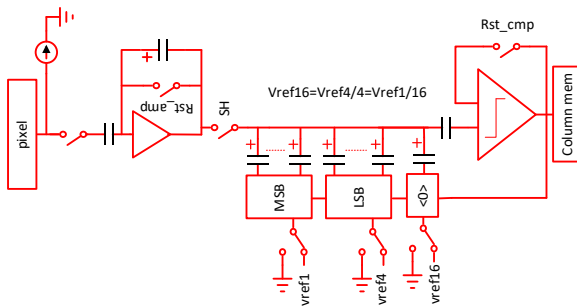 Rst_cmp
pixel
+
Rst_amp
SH
Vref16=Vref4/4=Vref1/16
Column mem
+
........
+
+
........
+
+
MSB
LSB
<0>
vref1
vref4
vref16